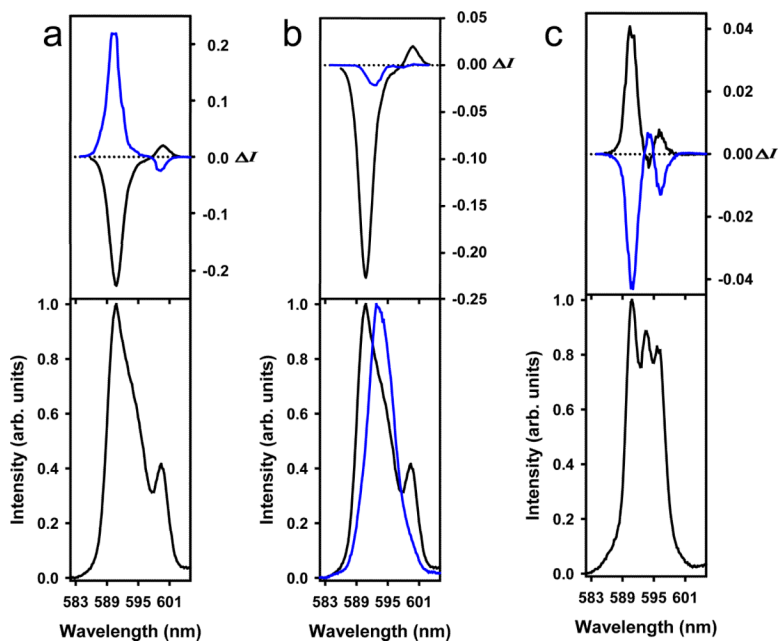 a
0.2
0.1
0.0 ΔI
-0.1
-0.2
1.0
0.8
0.6
0.4
0.2
0.0
Intensity (arb. units)
583 589 595 601
Wavelength (nm)
b
0.05
0.00 ΔI
-0.05
-0.10
-0.15
-0.20
-0.25
1.0
0.8
0.6
0.4
0.2
0.0
Intensity (arb. units)
583 589 595 601
Wavelength (nm)
c
0.04
0.02
0.00 ΔI
-0.02
-0.04
1.0
0.8
0.6
0.4
0.2
0.0
Intensity (arb. units)
583 589 595 601
Wavelength (nm)